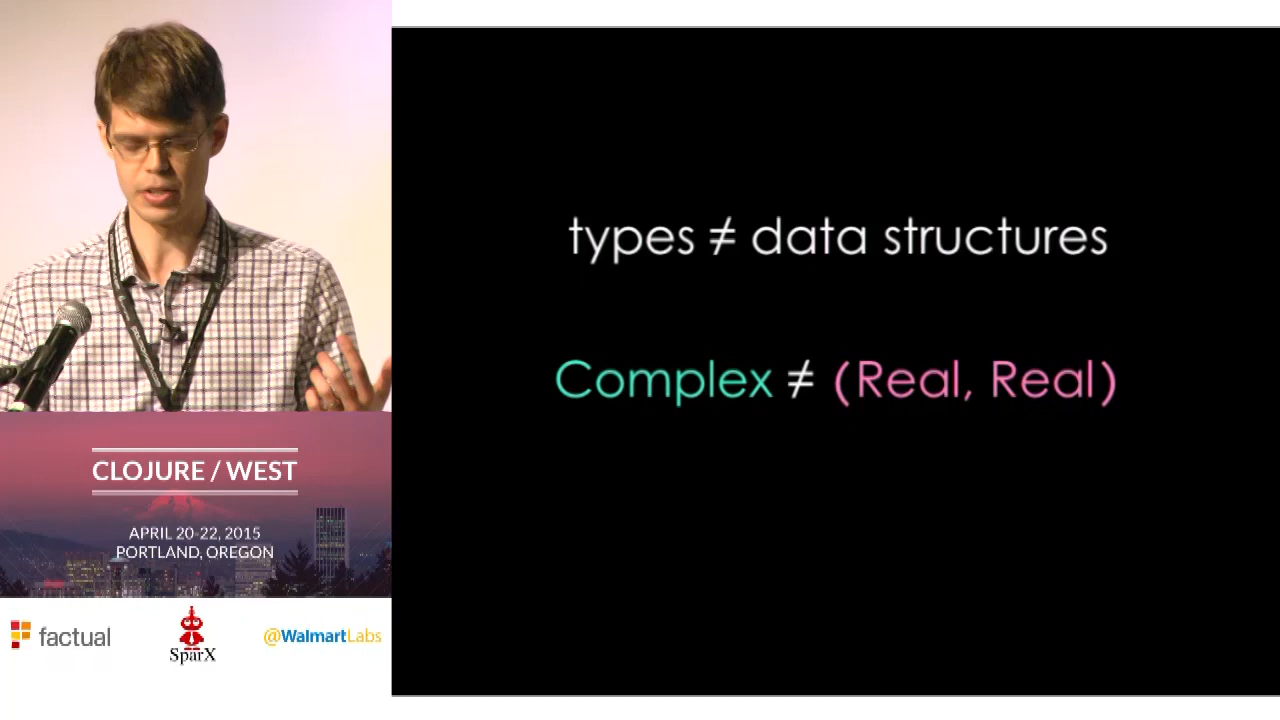 types ≠ data structures
Complex ≠ (Real, Real)
CLOJURE / WEST
APRIL 20-22, 2015
PORTLAND, OREGON
factual
SparX
@WalmartLabs